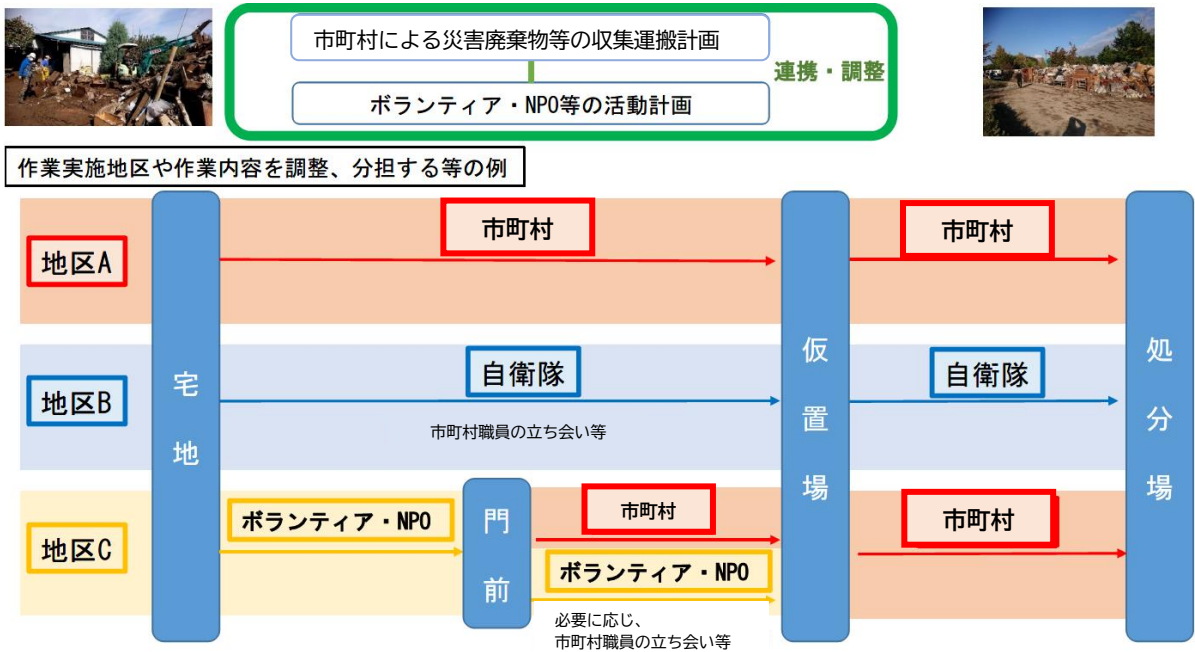 市町村による災害廃棄物等の収集運搬計画
連携・調整
ボランティア・NPO等の活動計画
作業実施地区や作業内容を調整、分担する等の例
地区A
市町村
市町村
地区B
自衛隊
自衛隊
市町村職員の立ち会い等
地区C
ボランティア・NPO
市町村
市町村
ボランティア・NPO
必要に応じ、
市町村職員の立ち会い等
宅地
門前
仮置場
処分場